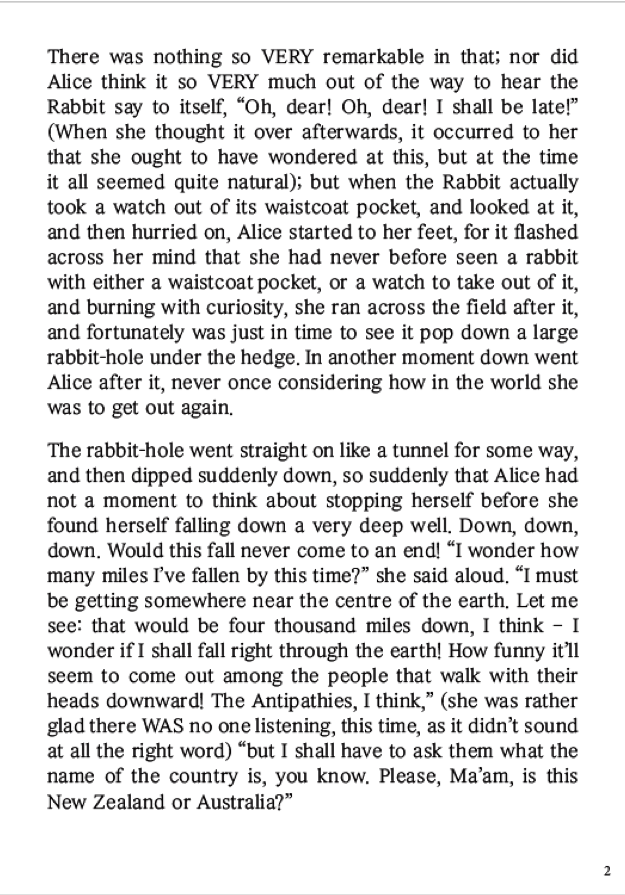 There was nothing so VERY remarkable in that; nor did
Alice think it so VERY much out of the way to hear the
Rabbit say to itself, “Oh, dear! Oh, dear! I shall be late!”
(When she thought it over afterwards, it occurred to her
that she ought to have wondered at this, but at the time
it all seemed quite natural); but when the Rabbit actually
took a watch out of its waistcoat pocket, and looked at it,
and then hurried on, Alice started to her feet, for it flashed
across her mind that she had never before seen a rabbit
with either a waistcoat pocket, or a watch to take out of it,
and burning with curiosity, she ran across the field after it,
and fortunately was just in time to see it pop down a large
rabbit-hole under the hedge. In another moment down went
Alice after it, never once considering how in the world she
was to get out again.
The rabbit-hole went straight on like a tunnel for some way,
and then dipped suddenly down, so suddenly that Alice had
not a moment to think about stopping herself before she
found herself falling down a very deep well. Down, down,
down. Would this fall never come to an end! “I wonder how
many miles I’ve fallen by this time?” she said aloud. “I must
be getting somewhere near the centre of the earth. Let me
see: that would be four thousand miles down, I think – I
wonder if I shall fall right through the earth! How funny it’ll
seem to come out among the people that walk with their
heads downward! The Antipathies, I think,” (she was rather
glad there WAS no one listening, this time, as it didn’t sound
at all the right word) “but I shall have to ask them what the
name of the country is, you know. Please, Ma’am, is this
New Zealand or Australia?”
2